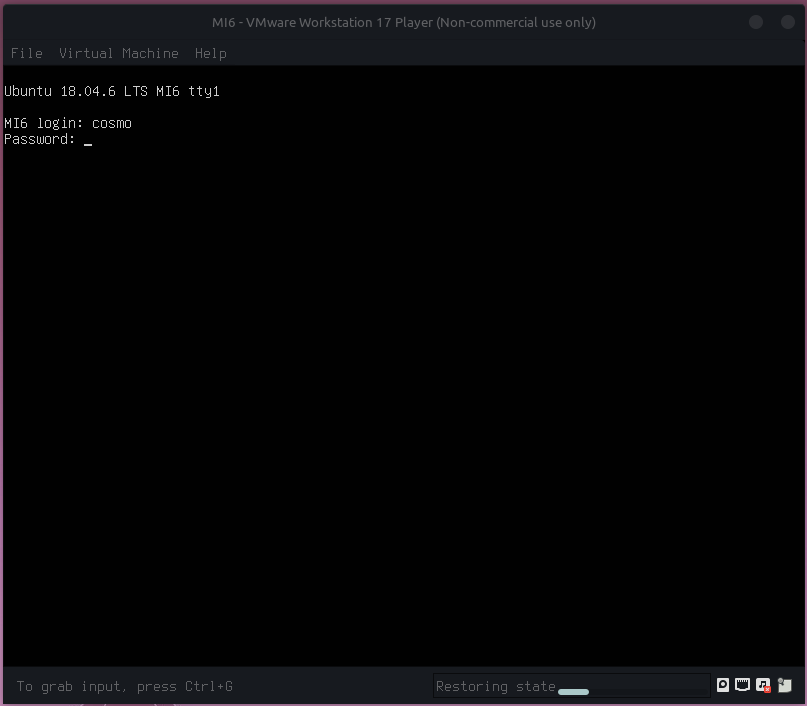 MI6 - VMware Workstation 17 Player (Non-commercial use only)
File Virtual Machine Help
Ubuntu 18.04.6 LTS MI6 tty1
MI6 login: cosmo
Password: _
To grab input, press Ctrl+G
Restoring state